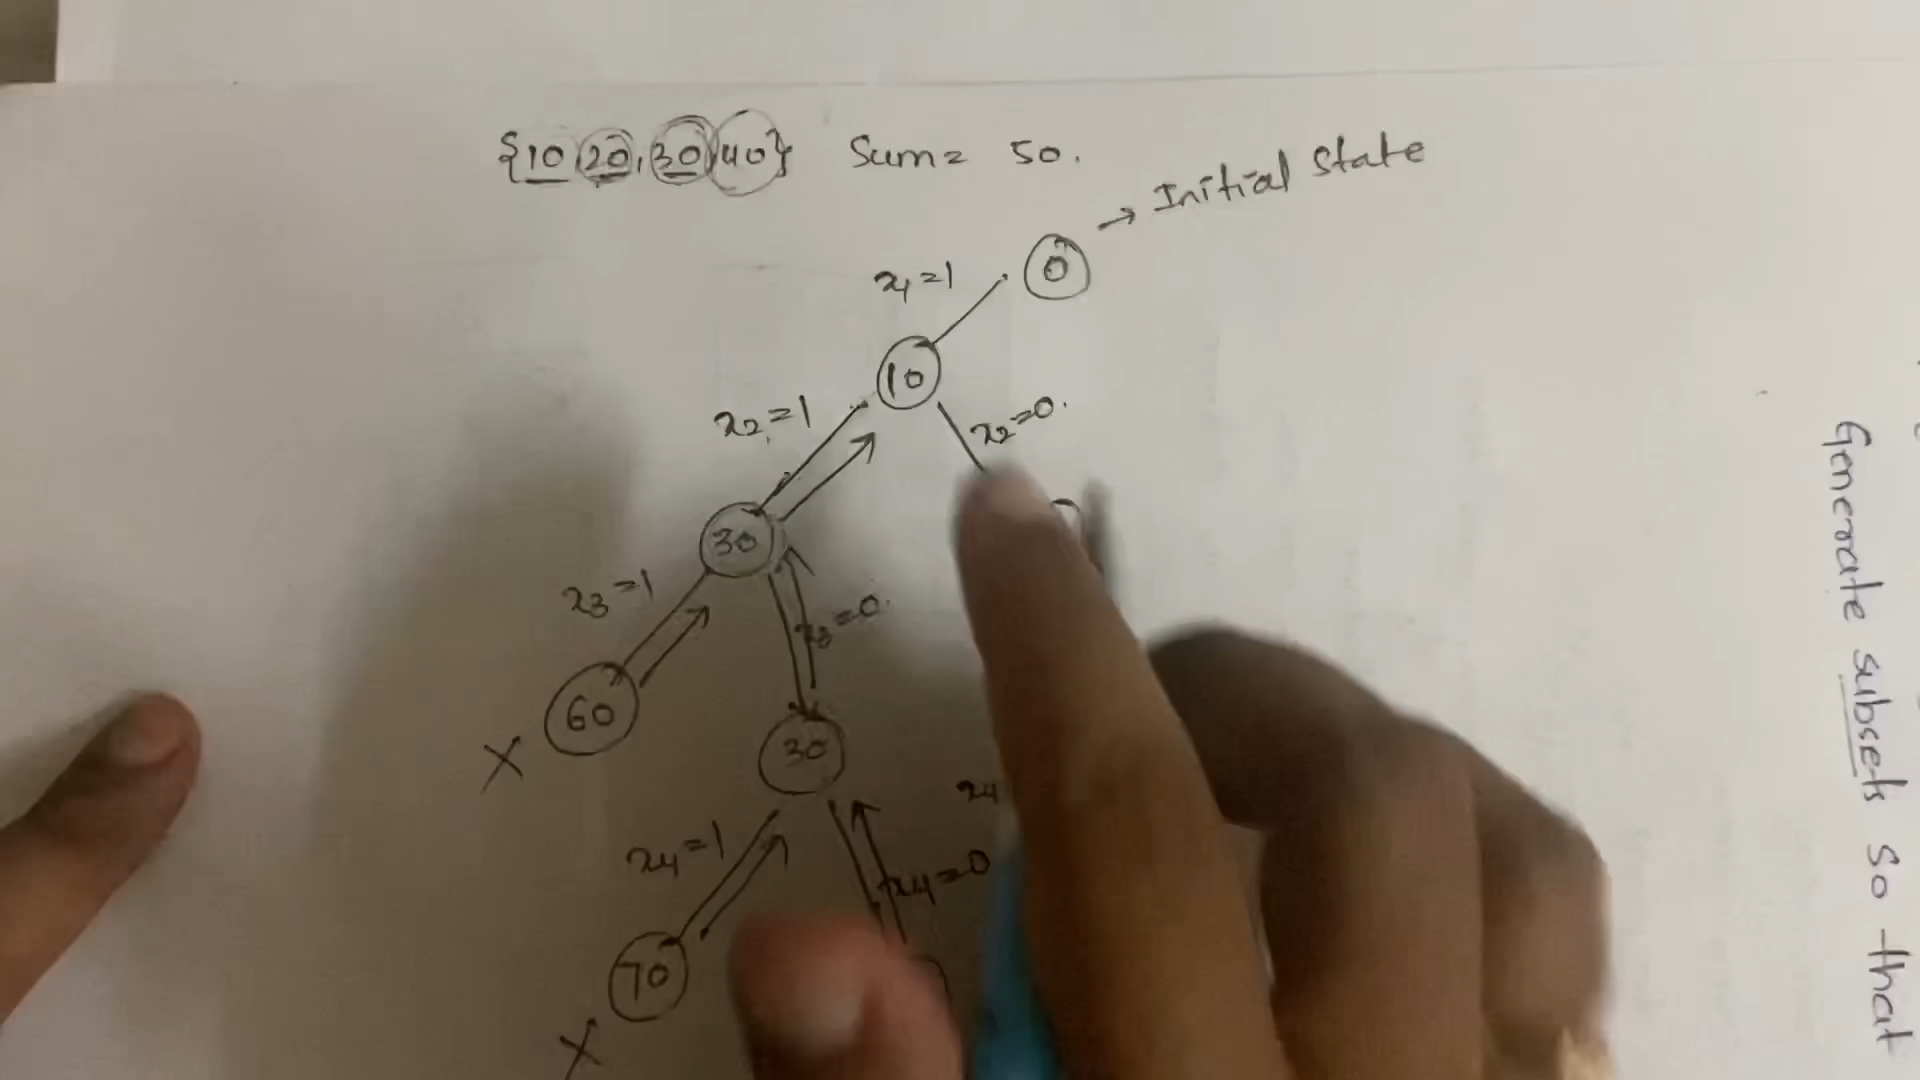 {10,20,30,40} Sum= 50.
→ Initial State
x1=1
0
10
x2=1
x2=0.
30
x3=1
x3=0.
60
X
30
x4
x4=1
x4=0
70
X
Generate subsets so that